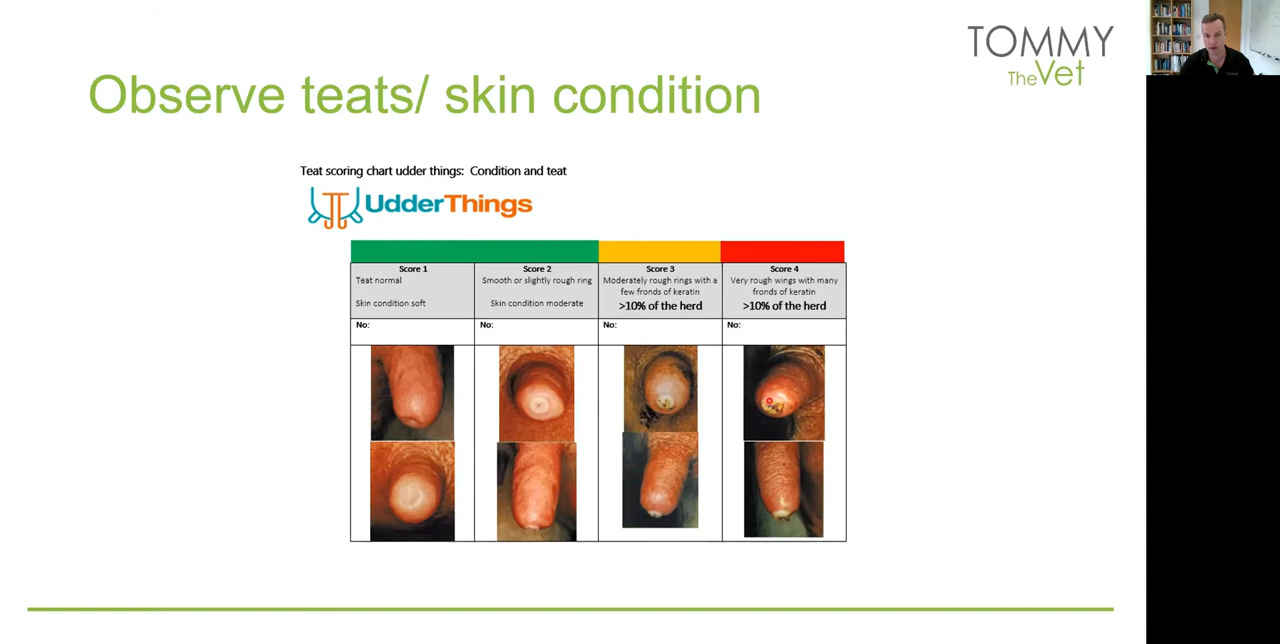 TOMMY
TheVet
Observe teats/ skin condition
Teat scoring chart udder things: Condition and teat
UdderThings
Score 1
Teat normal
Skin condition soft
Score 2
Smooth or slightly rough ring
Skin condition moderate
Score 3
Moderately rough rings with a
few fronds of keratin
>10% of the herd
Score 4
Very rough wings with many
fronds of keratin
>10% of the herd
No:
No:
No:
No: